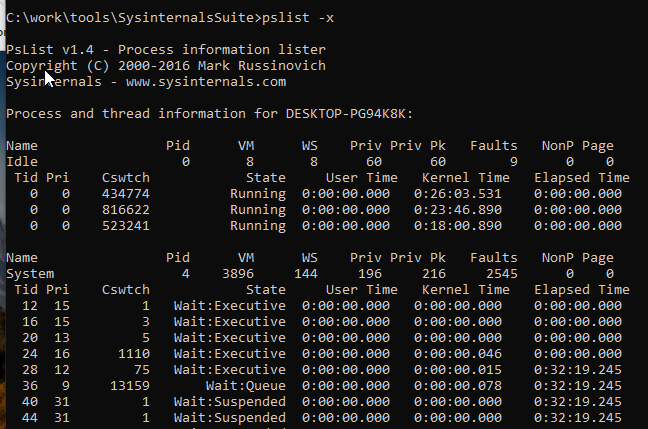 C:\work\tools\SysinternalsSuite>pslist -x
PsList v1.4 - Process information lister
Copyright (C) 2000-2016 Mark Russinovich
Sysinternals - www.sysinternals.com
Process and thread information for DESKTOP-PG94K8K:
Name Pid VM WS Priv Priv Pk Faults NonP Page
Idle 0 8 8 60 60 9 0 0
Tid Pri Cswtch State User Time Kernel Time Elapsed Time
0 0 434774 Running 0:00:00.000 0:26:03.531 0:00:00.000
0 0 816622 Running 0:00:00.000 0:23:46.890 0:00:00.000
0 0 523241 Running 0:00:00.000 0:18:00.890 0:00:00.000
Name Pid VM WS Priv Priv Pk Faults NonP Page
System 4 3896 144 196 216 2545 0 0
Tid Pri Cswtch State User Time Kernel Time Elapsed Time
12 15 1 Wait:Executive 0:00:00.000 0:00:00.000 0:00:00.000
16 15 3 Wait:Executive 0:00:00.000 0:00:00.000 0:00:00.000
20 13 5 Wait:Executive 0:00:00.000 0:00:00.000 0:00:00.000
24 16 1110 Wait:Executive 0:00:00.000 0:00:00.046 0:00:00.000
28 12 75 Wait:Executive 0:00:00.000 0:00:00.015 0:32:19.245
36 9 13159 Wait:Queue 0:00:00.000 0:00:00.078 0:32:19.245
40 31 1 Wait:Suspended 0:00:00.000 0:00:00.000 0:32:19.245
44 31 1 Wait:Suspended 0:00:00.000 0:00:00.000 0:32:19.245